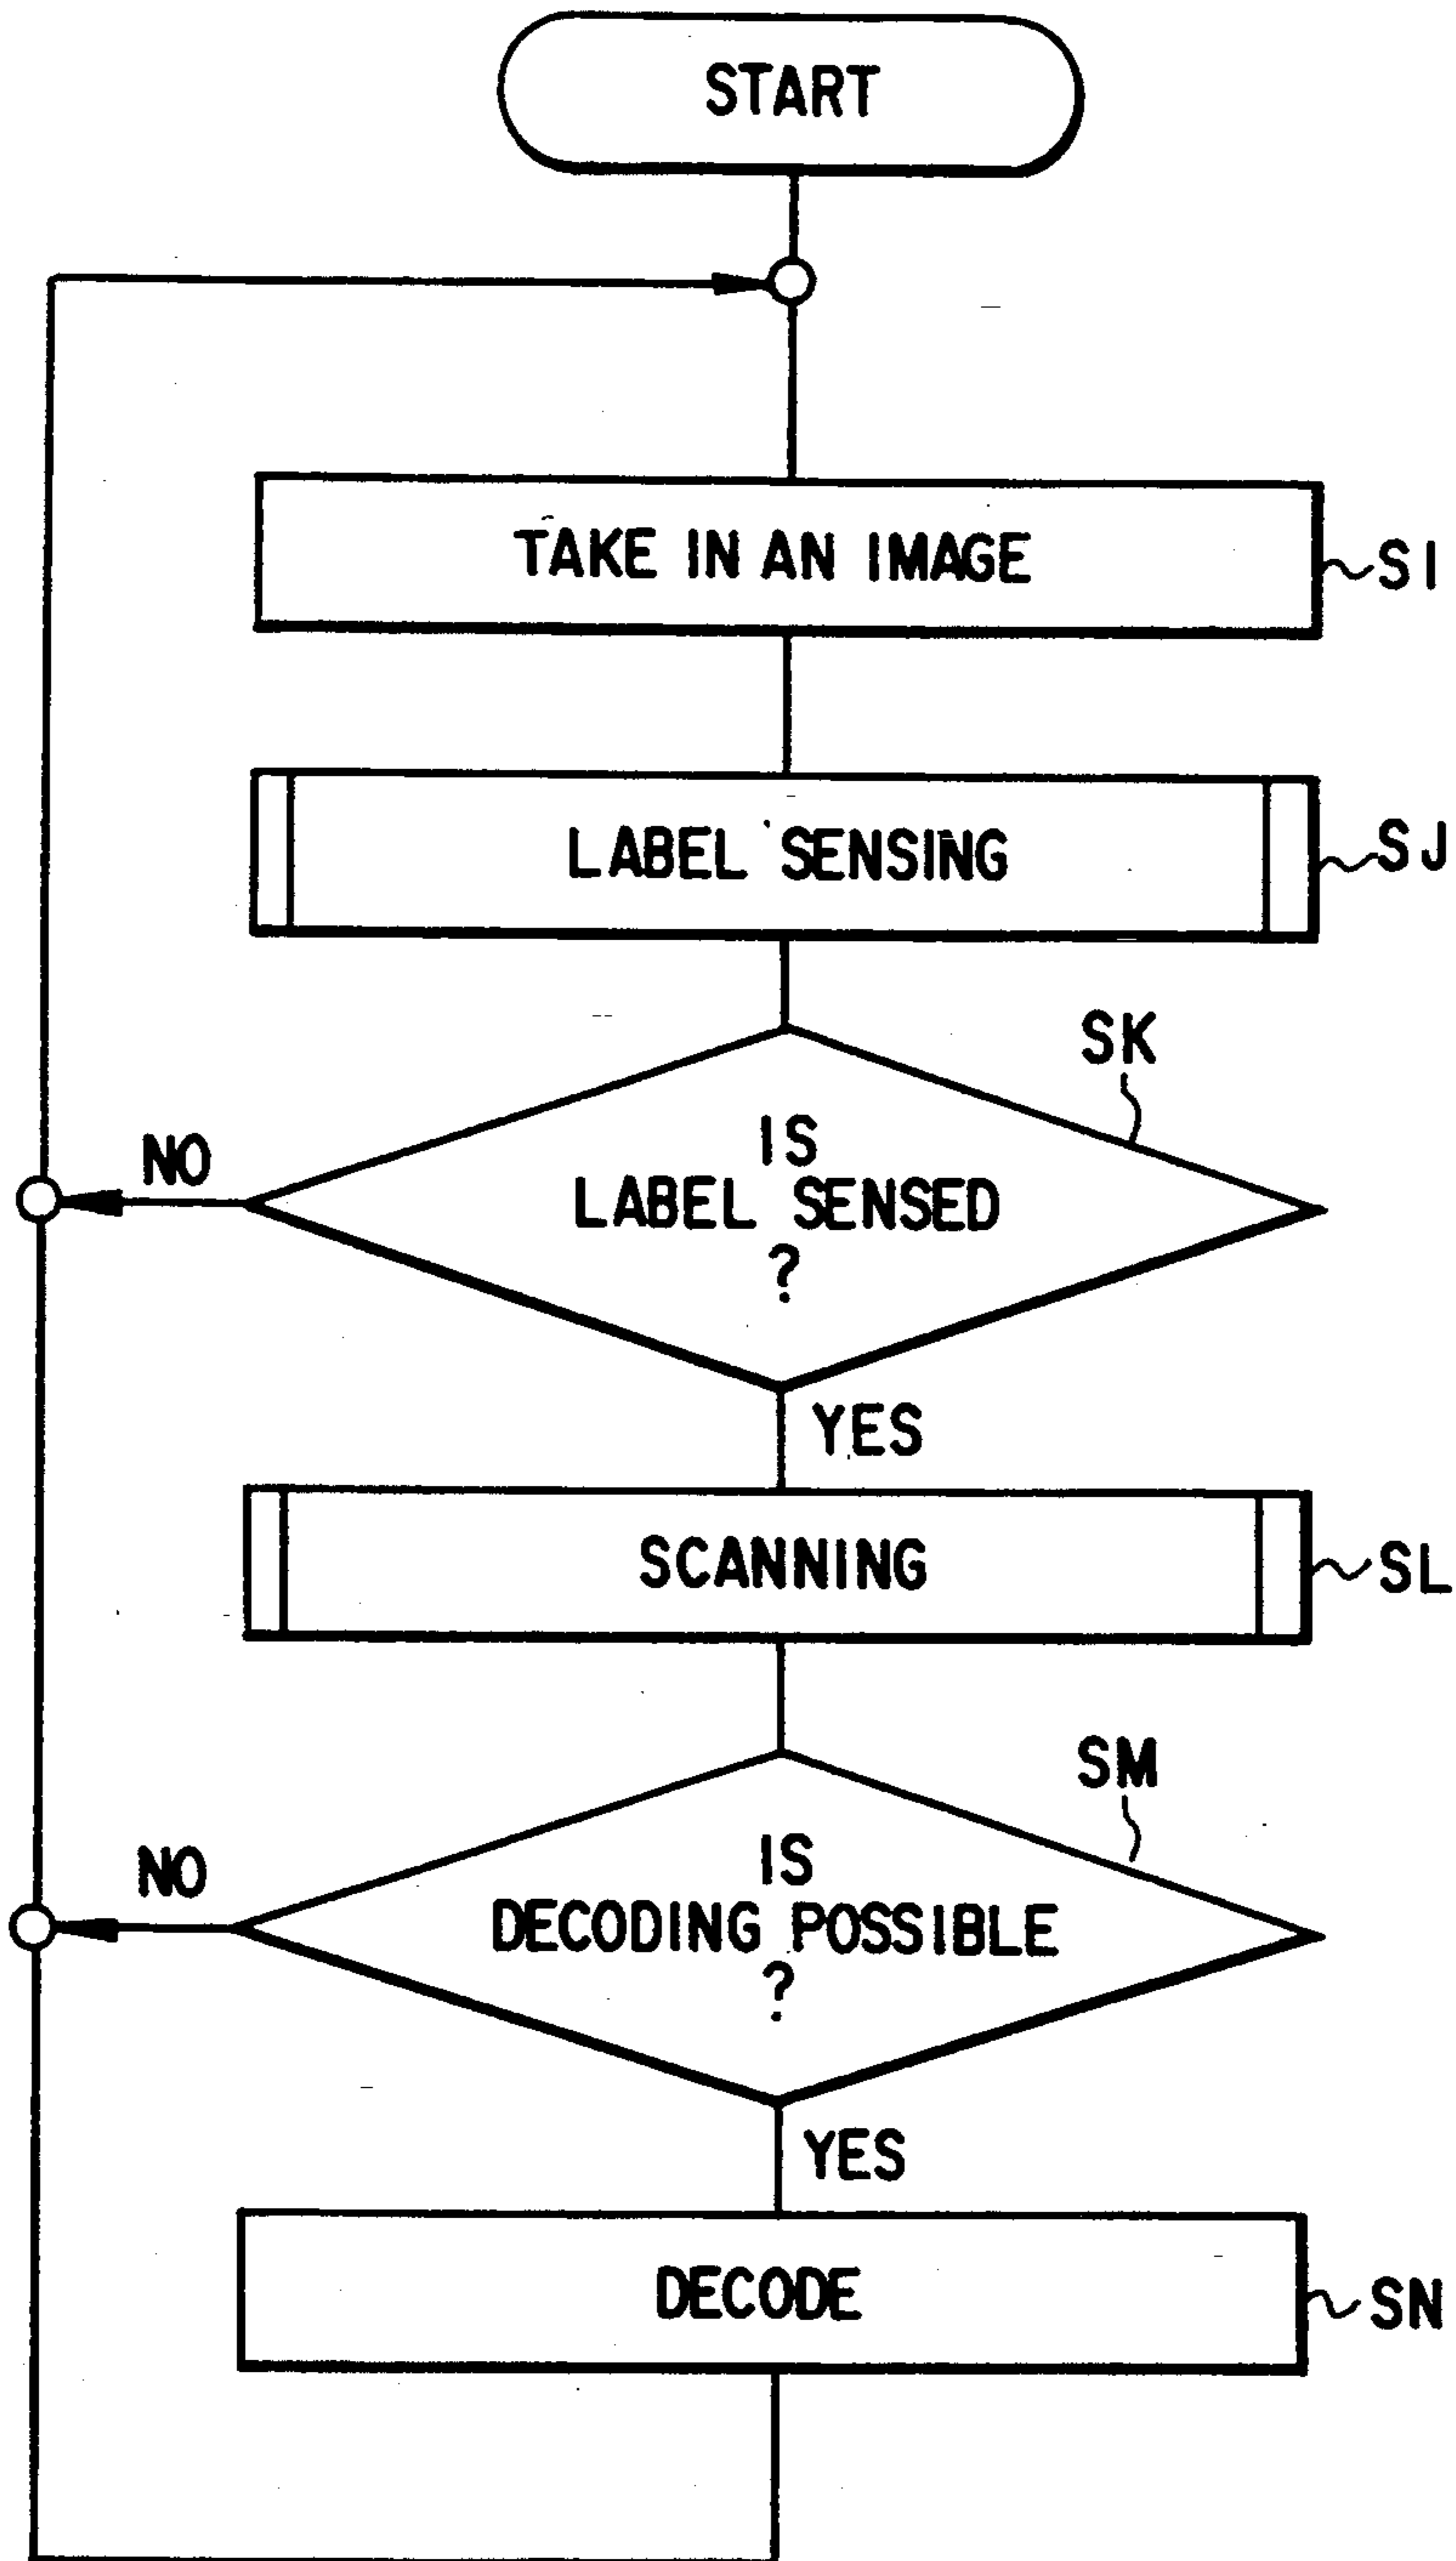 START
TAKE IN AN IMAGE
SI
LABEL SENSING
SJ
SK
IS
LABEL SENSED
?
NO
YES
SCANNING
SL
SM
IS
DECODING POSSIBLE
?
NO
YES
DECODE
SN